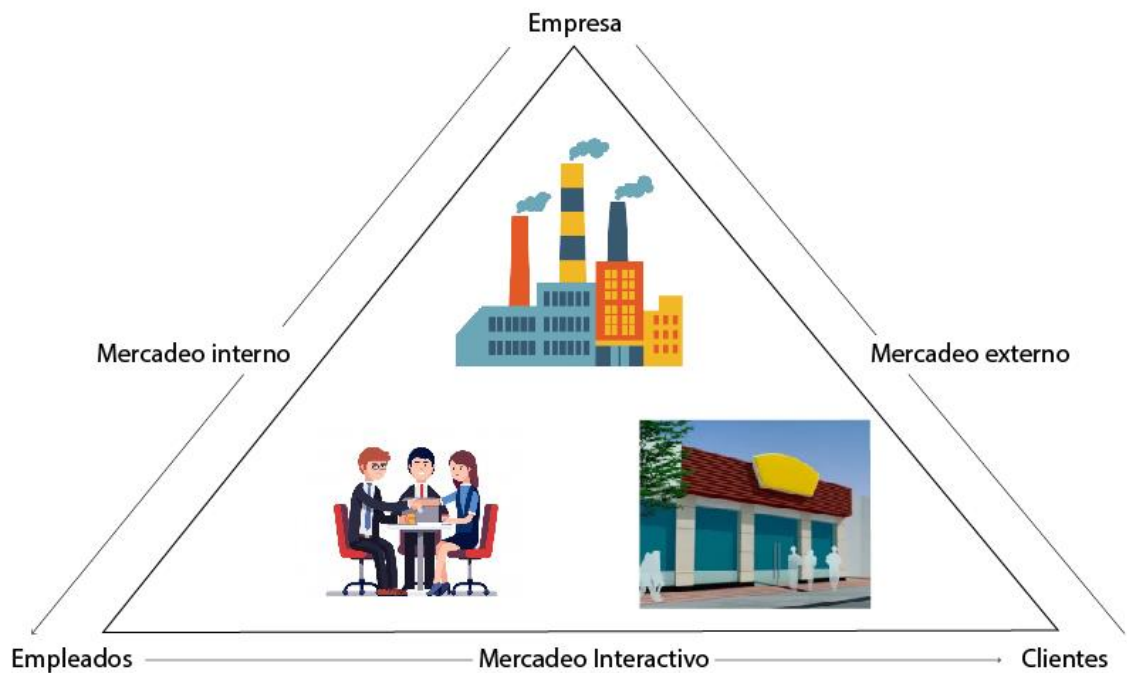 Empresa
Mercadeo interno
Mercadeo externo
Empleados
Mercadeo Interactivo
Clientes